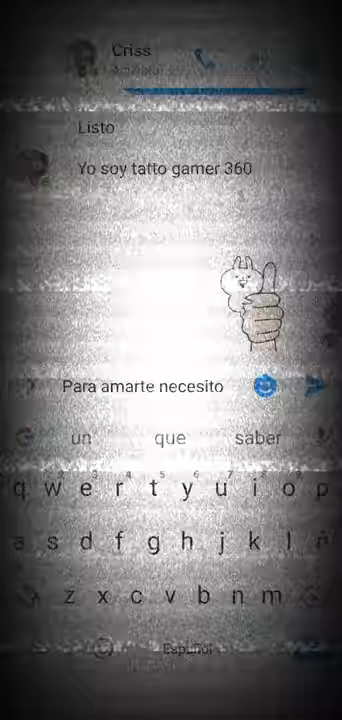 Criss
Listo
Yo soy tatto gamer 360
Para amarte necesito
un que saber
q w e r t y u i o p
a s d f g h j k l ñ
z x c v b n m
Español